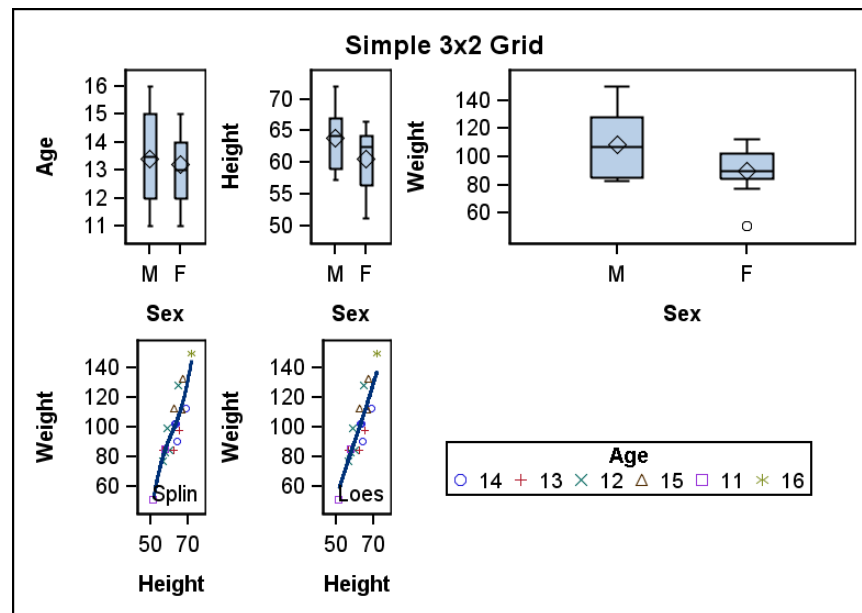 Simple 3x2 Grid
Age
16
15
14
13
12
11
M F
Sex
Height
70
65
60
55
50
M F
Sex
Weight
140
120
100
80
60
M F
Sex
Weight
140
120
100
80
60
Splin
50 70
Height
Weight
140
120
100
80
60
Loes
50 70
Height
Age
14 13 12 15 11 16